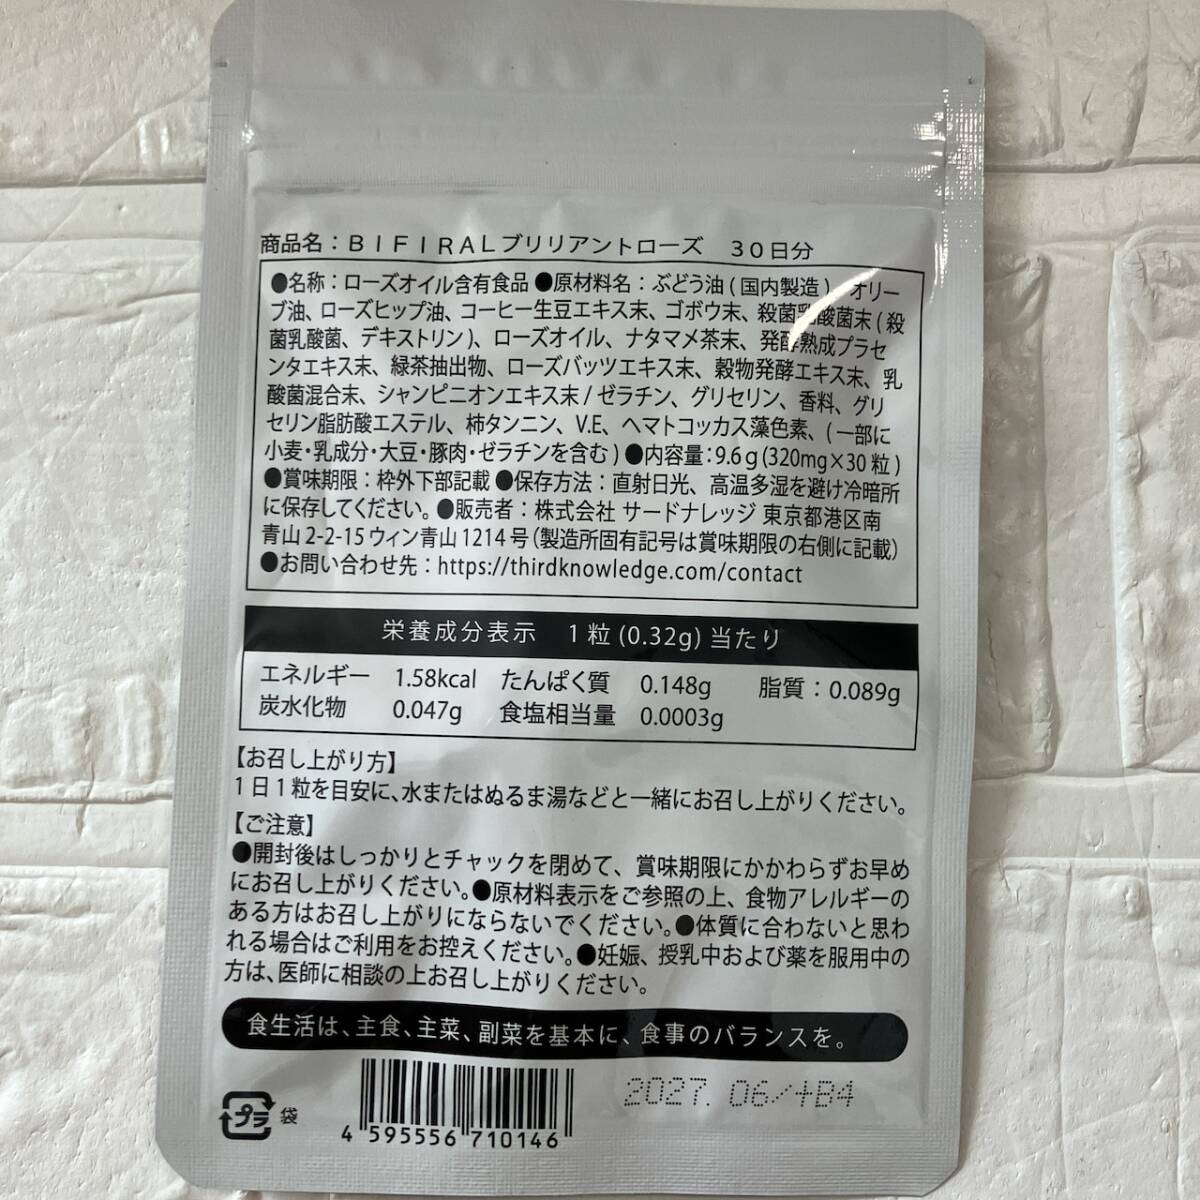 商品名：ＢＩＦＩＲＡＬブリリアントローズ　３０日分
●名称：ローズオイル含有食品 ●原材料名：ぶどう油(国内製造)、オリー
ブ油、ローズヒップ油、コーヒー生豆エキス末、ゴボウ末、殺菌乳酸菌末(殺
菌乳酸菌、デキストリン)、ローズオイル、ナタマメ茶末、発酵熟成プラセ
ンタエキス末、緑茶抽出物、ローズバッツエキス末、穀物発酵エキス末、乳
酸菌混合末、シャンピニオンエキス末/ゼラチン、グリセリン、香料、グリ
セリン脂肪酸エステル、柿タンニン、V.E、ヘマトコッカス藻色素、(一部に
小麦・乳成分・大豆・豚肉・ゼラチンを含む) ●内容量：9.6g(320mg×30粒)
●賞味期限：枠外下部記載 ●保存方法：直射日光、高温多湿を避け冷暗所
に保存してください。●販売者：株式会社 サードナレッジ 東京都港区南
青山2-2-15ウィン青山1214号(製造所固有記号は賞味期限の右側に記載)
●お問い合わせ先：https://thirdknowledge.com/contact
栄養成分表示　1粒(0.32g)当たり
エネルギー 1.58kcal たんぱく質 0.148g 脂質：0.089g
炭水化物 0.047g 食塩相当量 0.0003g
【お召し上がり方】
1日1粒を目安に、水またはぬるま湯などと一緒にお召し上がりください。
【ご注意】
●開封後はしっかりとチャックを閉めて、賞味期限にかかわらずお早め
にお召し上がりください。●原材料表示をご参照の上、食物アレルギーの
ある方はお召し上がりにならないでください。●体質に合わないと思わ
れる場合はご利用をお控えください。●妊娠、授乳中および薬を服用中の
方は、医師に相談の上お召し上がりください。
食生活は、主食、主菜、副菜を基本に、食事のバランスを。
2027. 06/+B4
プラ 袋
4 595556 710146